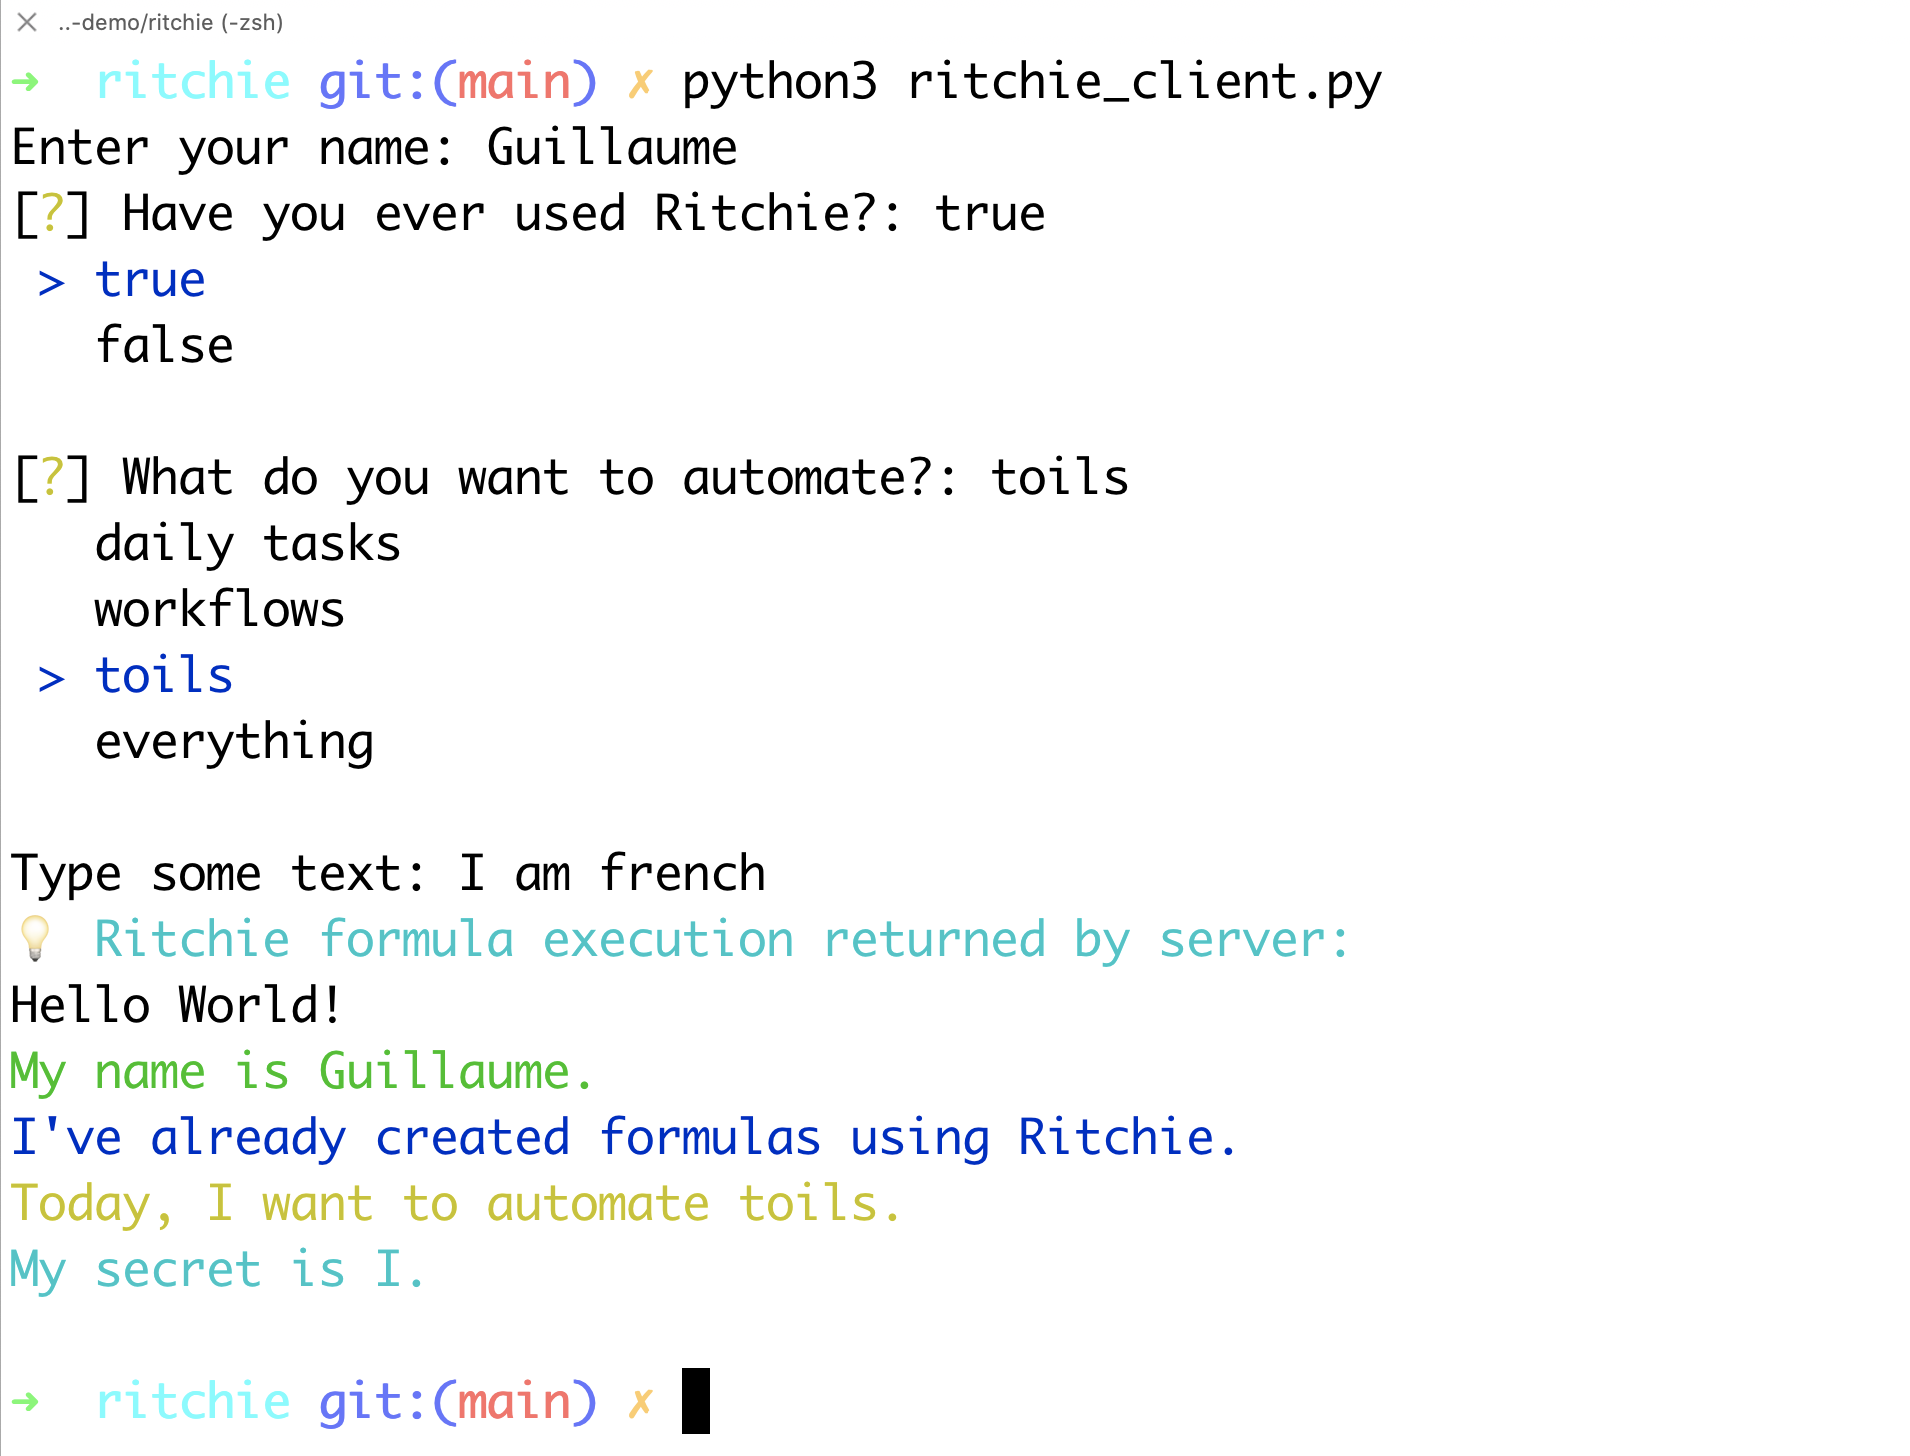 ..-demo/ritchie (-zsh)
➜  ritchie git:(main) ✗ python3 ritchie_client.py
Enter your name: Guillaume
[?] Have you ever used Ritchie?: true
 > true
   false
[?] What do you want to automate?: toils
   daily tasks
   workflows
 > toils
   everything
Type some text: I am french
💡 Ritchie formula execution returned by server:
Hello World!
My name is Guillaume.
I've already created formulas using Ritchie.
Today, I want to automate toils.
My secret is I.
➜  ritchie git:(main) ✗